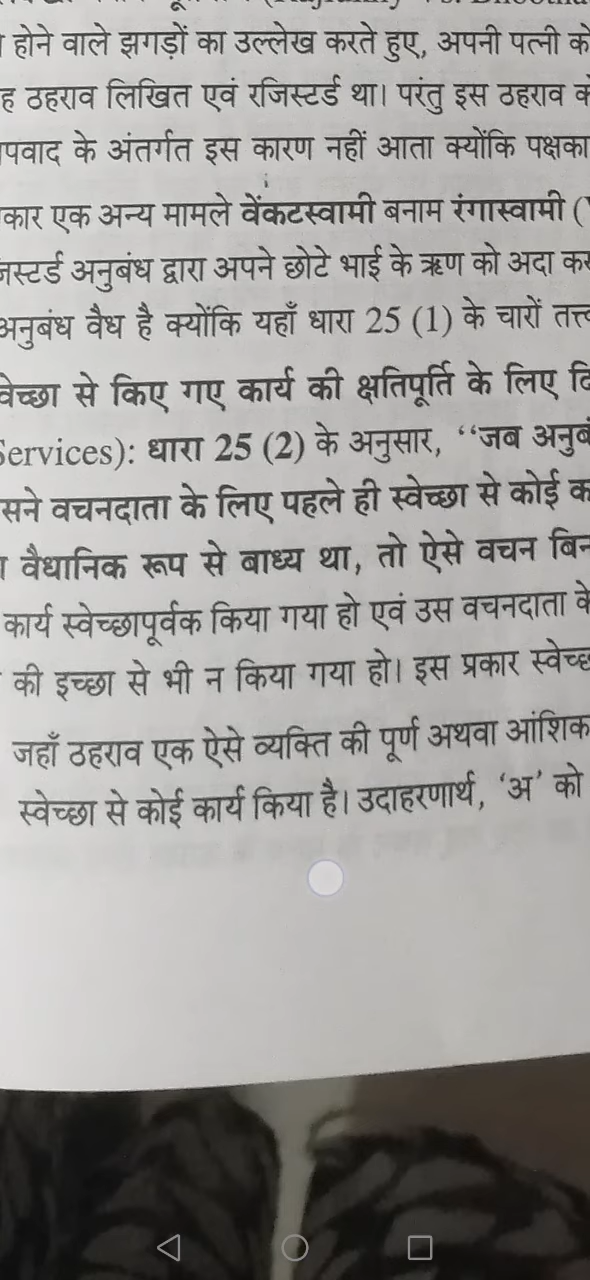 होने वाले झगड़ों का उल्लेख करते हुए, अपनी पत्नी को
ह ठहराव लिखित एवं रजिस्टर्ड था। परंतु इस ठहराव क
पवाद के अंतर्गत इस कारण नहीं आता क्योंकि पक्षका
कार एक अन्य मामले वेंकटस्वामी बनाम रंगास्वामी (
जस्टर्ड अनुबंध द्वारा अपने छोटे भाई के ऋण को अदा कर
अनुबंध वैध है क्योंकि यहाँ धारा 25 (1) के चारों तत्त्व
वेच्छा से किए गए कार्य की क्षतिपूर्ति के लिए दि
Services): धारा 25 (2) के अनुसार, “जब अनुबं
सने वचनदाता के लिए पहले ही स्वेच्छा से कोई क
वैधानिक रूप से बाध्य था, तो ऐसे वचन बिन
कार्य स्वेच्छापूर्वक किया गया हो एवं उस वचनदाता के
की इच्छा से भी न किया गया हो। इस प्रकार स्वेच्छ
जहाँ ठहराव एक ऐसे व्यक्ति की पूर्ण अथवा आंशिक
स्वेच्छा से कोई कार्य किया है। उदाहरणार्थ, ‘अ’ को